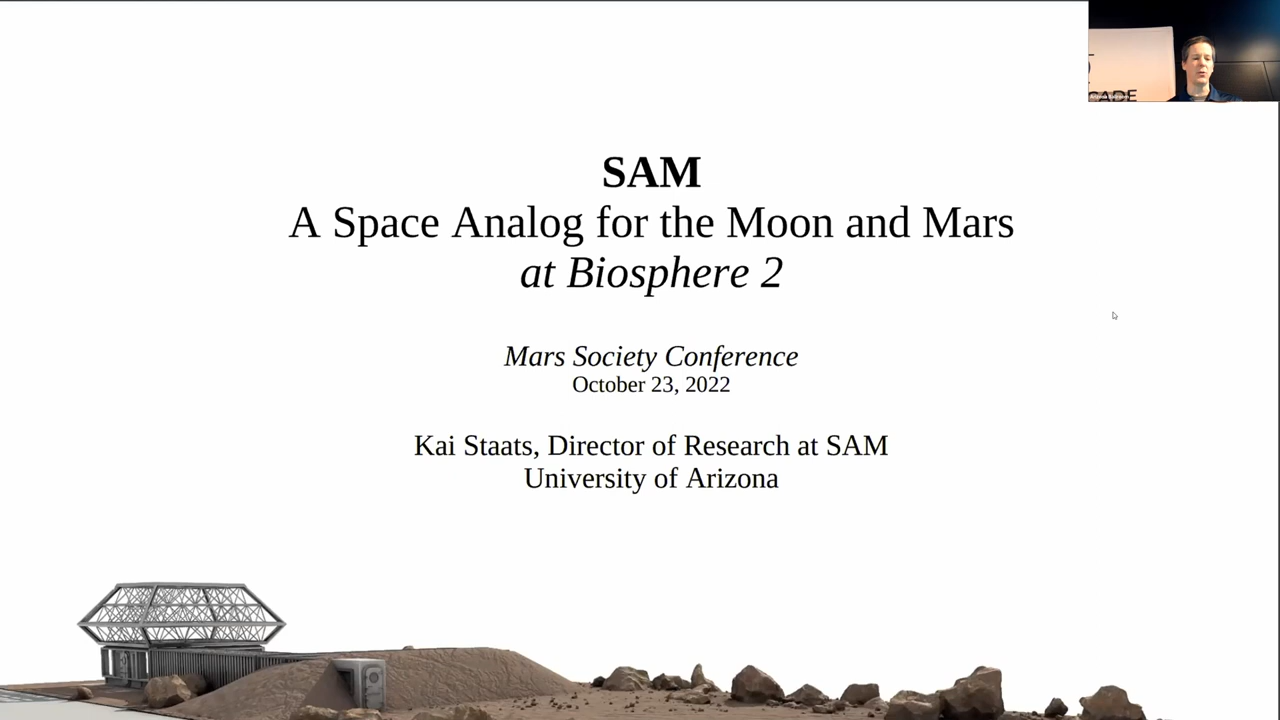 SAM
A Space Analog for the Moon and Mars
at Biosphere 2
Mars Society Conference
October 23, 2022
Kai Staats, Director of Research at SAM
University of Arizona